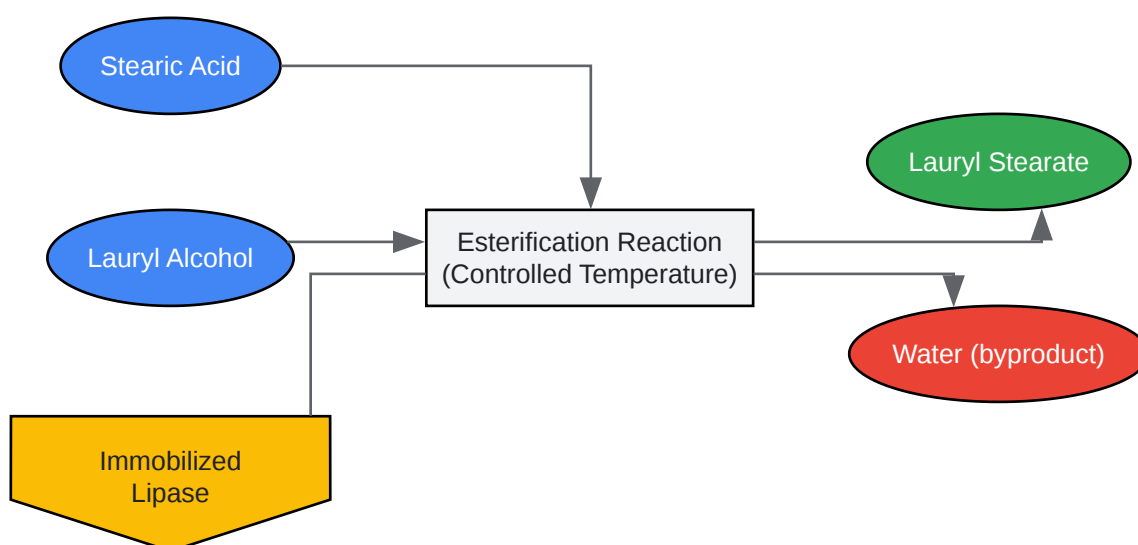 Stearic Acid
Lauryl Stearate
Lauryl Alcohol
Esterification Reaction
(Controlled Temperature)
Water (byproduct)
Immobilized
Lipase